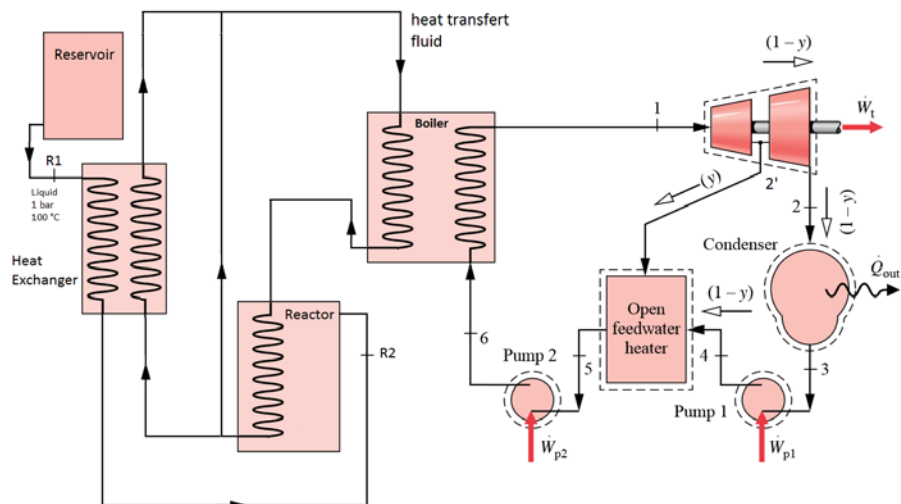 heat transfert
fluid
Reservoir
(1 – y)
Boiler
1
Ẇt
R1
Liquid
1 bar
100 °C
(y)
2'
2
(1 – y)
Condenser
Heat
Exchanger
Q̇out
Reactor
(1 – y)
Open
feedwater
heater
R2
6
Pump 2
5
4
3
Pump 1
Ẇp2
Ẇp1